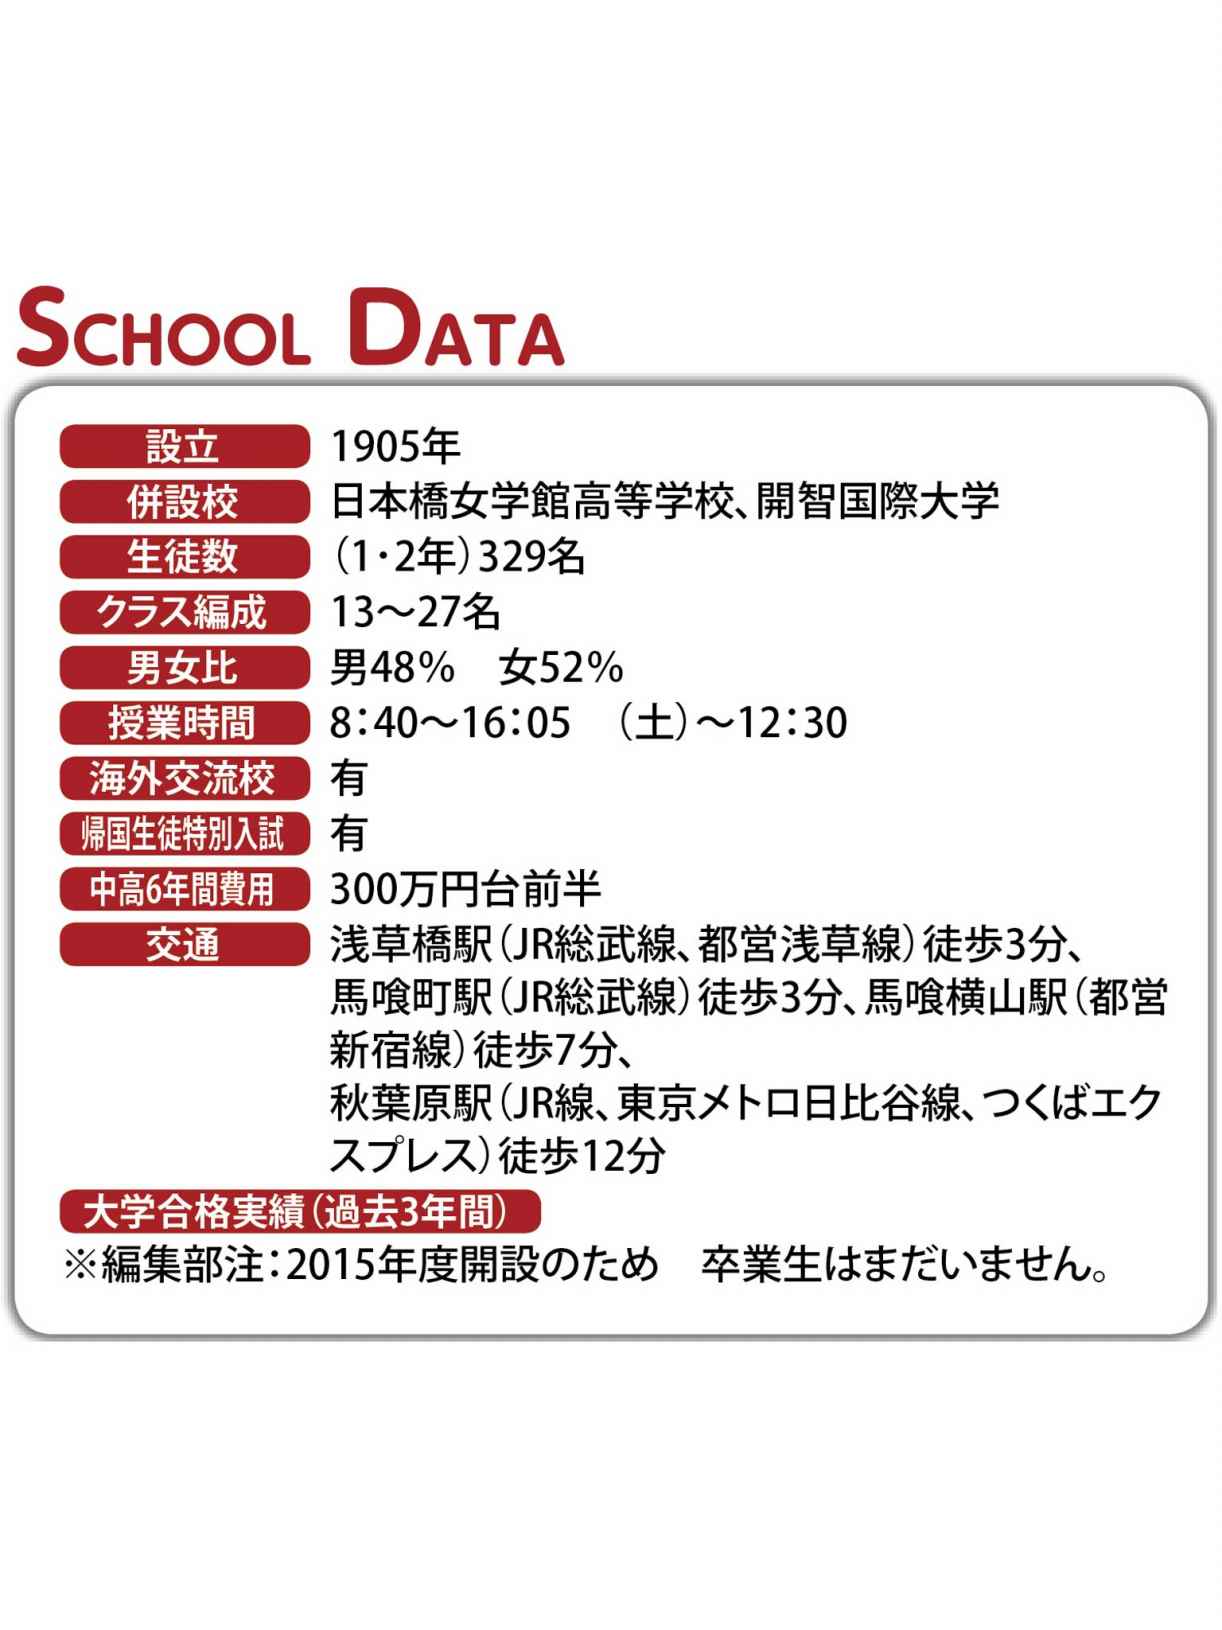 SCHOOL DATA
設立 1905年
併設校 日本橋女学館高等学校、開智国際大学
生徒数 （1・2年）329名
クラス編成 13～27名
男女比 男48％　女52％
授業時間 8：40～16：05　（土）～12：30
海外交流校 有
帰国生徒特別入試 有
中高6年間費用 300万円台前半
交通 浅草橋駅（JR総武線、都営浅草線）徒歩3分、
馬喰町駅（JR総武線）徒歩3分、馬喰横山駅（都営
新宿線）徒歩7分、
秋葉原駅（JR線、東京メトロ日比谷線、つくばエク
スプレス）徒歩12分
大学合格実績（過去3年間）
※編集部注：2015年度開設のため　卒業生はまだいません。